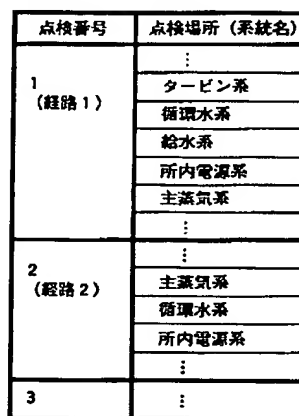 点検番号 点検場所（系統名）
⋮
1
（経路1）
タービン系
循環水系
給水系
所内電源系
主蒸気系
⋮
⋮
2
（経路2）
主蒸気系
循環水系
所内電源系
⋮
3 ⋮